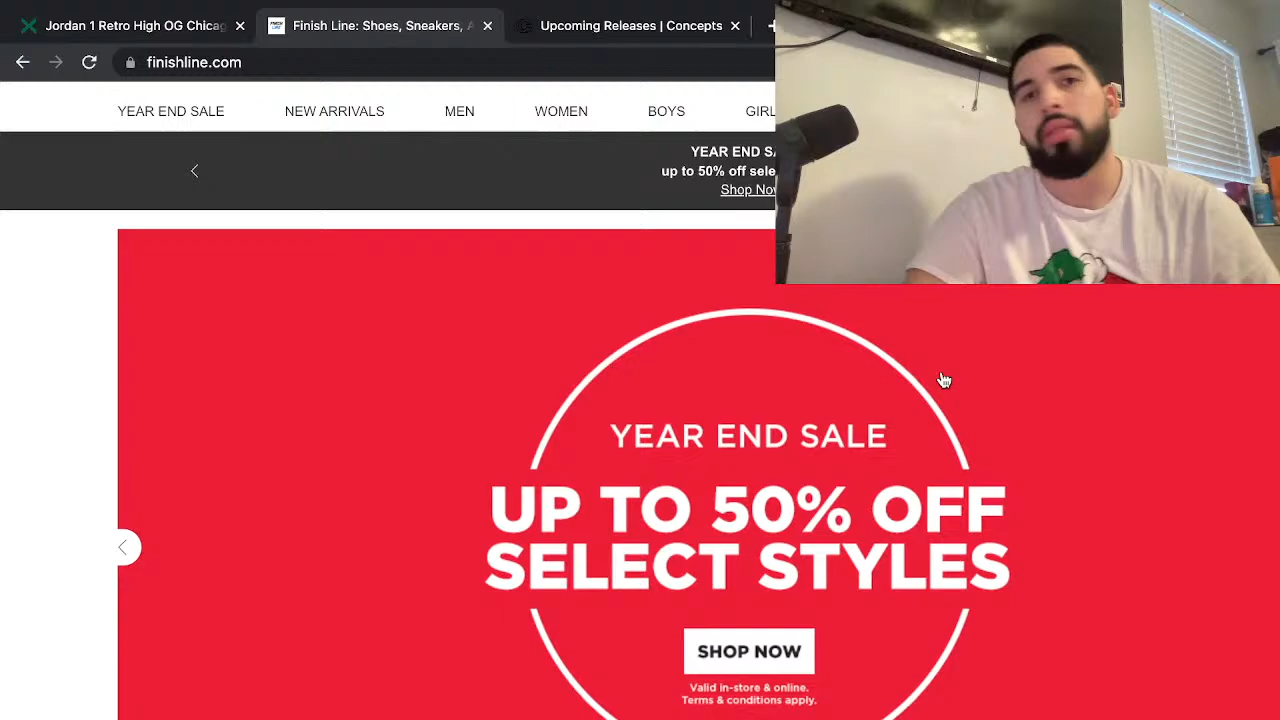 Jordan 1 Retro High OG Chicag
Finish Line: Shoes, Sneakers, A
Upcoming Releases | Concepts
finishline.com
YEAR END SALE
NEW ARRIVALS
MEN
WOMEN
BOYS
GIRL
YEAR END SA
up to 50% off sele
Shop Now
YEAR END SALE
UP TO 50% OFF
SELECT STYLES
SHOP NOW
Valid in-store & online.
Terms & conditions apply.